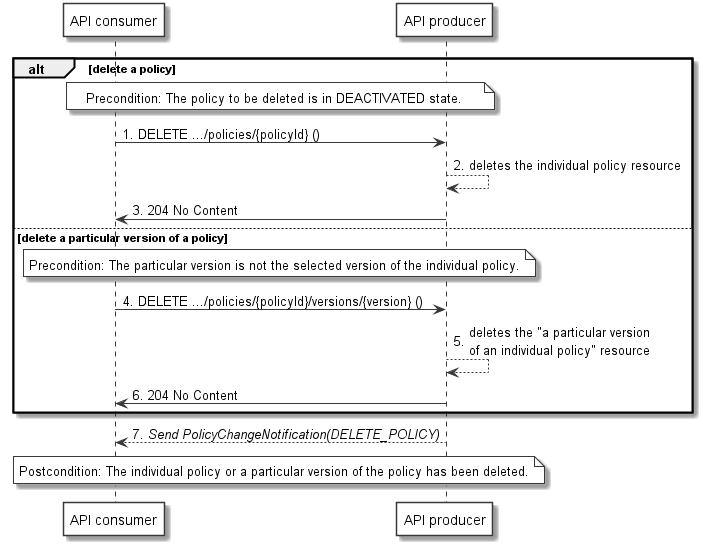 API consumer
API producer
alt
[delete a policy]
Precondition: The policy to be deleted is in DEACTIVATED state.
1. DELETE .../policies/{policyId} ()
2. deletes the individual policy resource
3. 204 No Content
[delete a particular version of a policy]
Precondition: The particular version is not the selected version of the individual policy.
4. DELETE .../policies/{policyId}/versions/{version} ()
5. deletes the "a particular version
of an individual policy" resource
6. 204 No Content
7. Send PolicyChangeNotification(DELETE_POLICY)
Postcondition: The individual policy or a particular version of the policy has been deleted.
API consumer
API producer